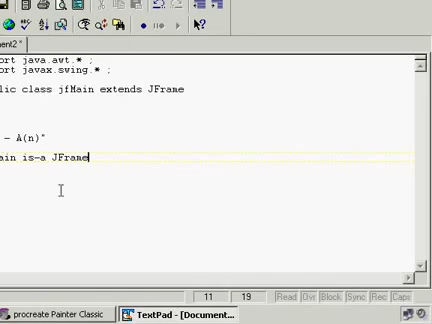 ment2 *
ort java.awt.* ;
ort javax.swing.* ;
lic class jfMain extends JFrame
- A(n)"
ain is-a JFrame
11 19 Read Ovr Block Sync Rec Caps
procreate Painter Classic TextPad - [Document...